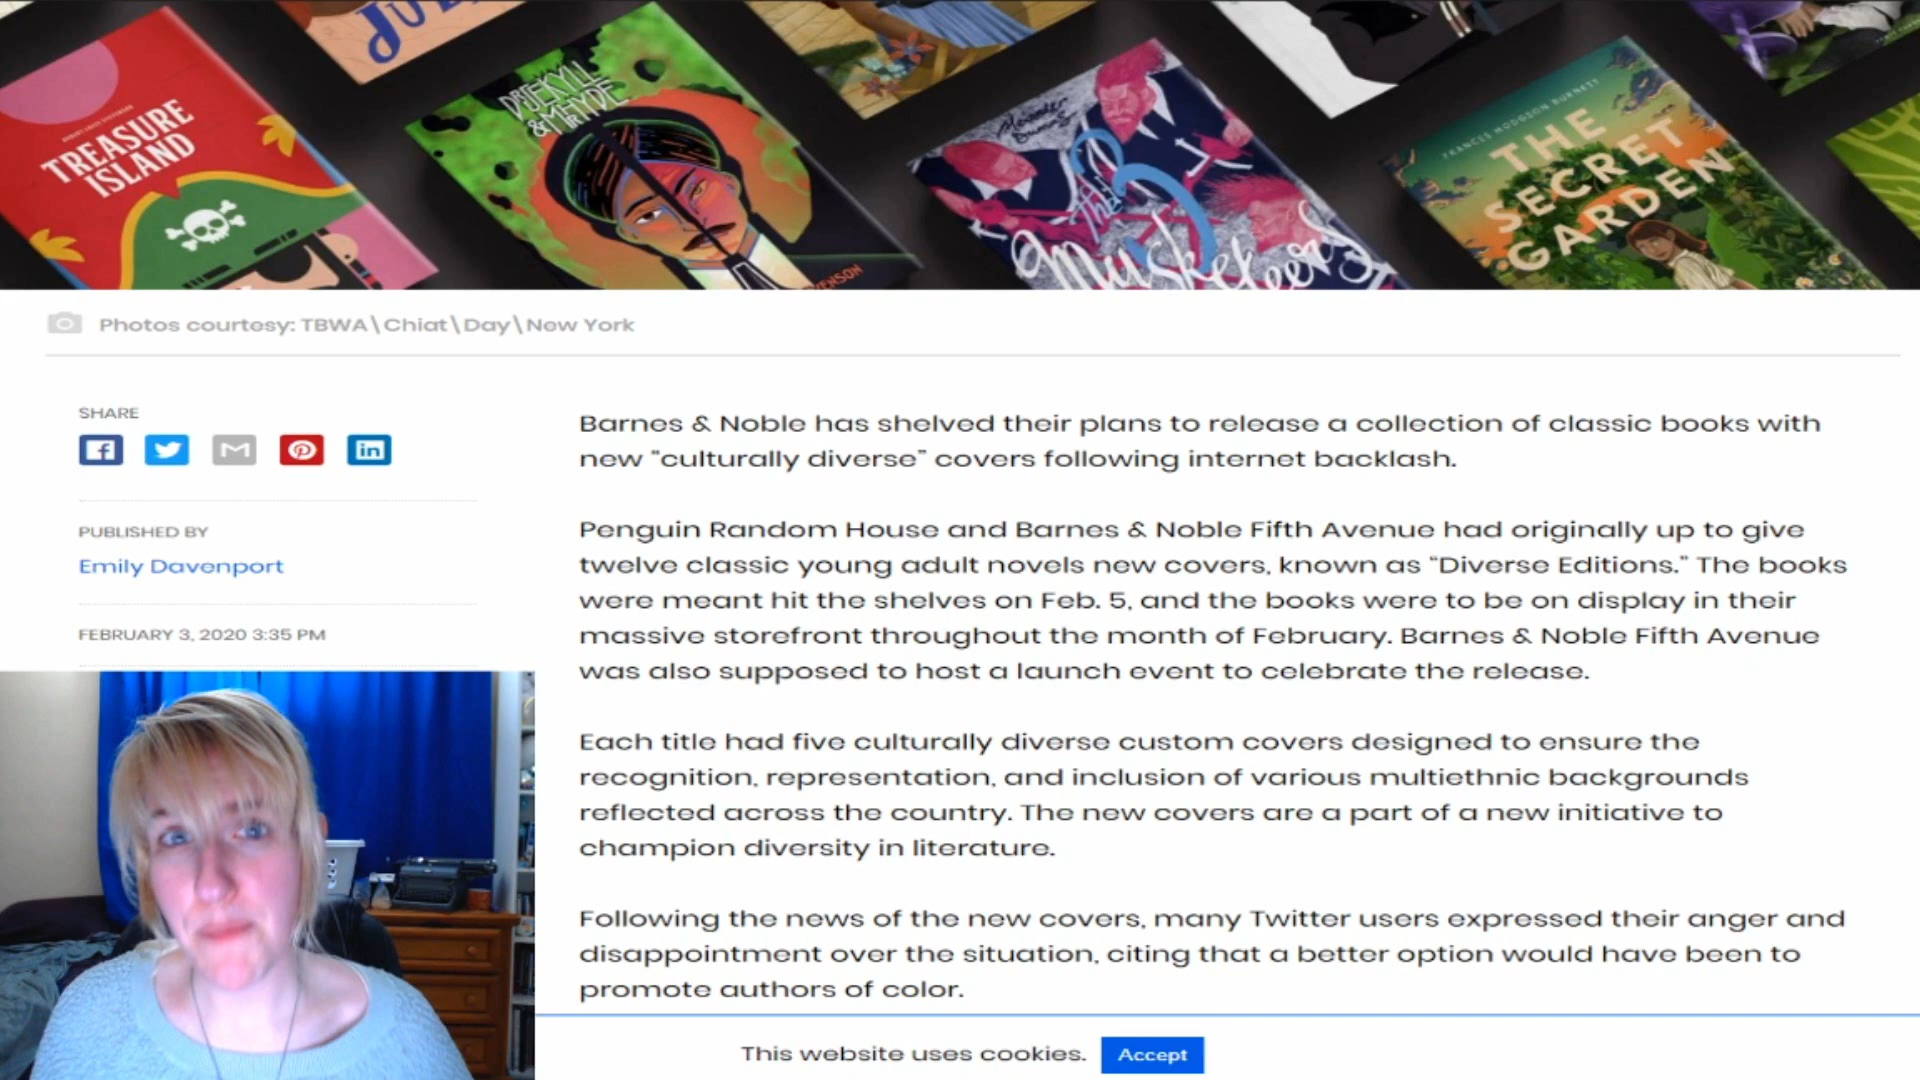 JUL
TREASURE
ISLAND
DR JEKYLL
& MR HYDE
Alexander
Dumas
The 3
Musketeers
FRANCES HODGSON BURNETT
THE
SECRET
GARDEN
Photos courtesy: TBWA\Chiat\Day\New York
SHARE
PUBLISHED BY
Emily Davenport
FEBRUARY 3, 2020 3:35 PM
Barnes & Noble has shelved their plans to release a collection of classic books with
new “culturally diverse” covers following internet backlash.
Penguin Random House and Barnes & Noble Fifth Avenue had originally up to give
twelve classic young adult novels new covers, known as “Diverse Editions.” The books
were meant hit the shelves on Feb. 5, and the books were to be on display in their
massive storefront throughout the month of February. Barnes & Noble Fifth Avenue
was also supposed to host a launch event to celebrate the release.
Each title had five culturally diverse custom covers designed to ensure the
recognition, representation, and inclusion of various multiethnic backgrounds
reflected across the country. The new covers are a part of a new initiative to
champion diversity in literature.
Following the news of the new covers, many Twitter users expressed their anger and
disappointment over the situation, citing that a better option would have been to
promote authors of color.
This website uses cookies.
Accept